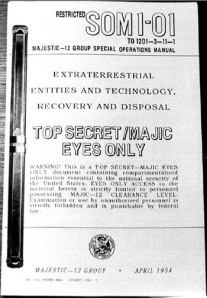 RESTRICTED
SOM1-01
TO 12D1-3-11-1
MAJESTIC-12 GROUP SPECIAL OPERATIONS MANUAL
EXTRATERRESTRIAL
ENTITIES AND TECHNOLOGY,
RECOVERY AND DISPOSAL
TOP SECRET/MAJIC
EYES ONLY
WARNING! This is a TOP SECRET-MAJIC EYES
ONLY document containing compartmentalized
information essential to the national security of
the United States. EYES ONLY ACCESS to the
material herein is strictly limited to personnel
possessing MAJIC-12 CLEARANCE LEVEL.
Examination or use by unauthorized personnel is
strictly forbidden and is punishable by federal
law.
MAJESTIC-12 GROUP • APRIL 1954